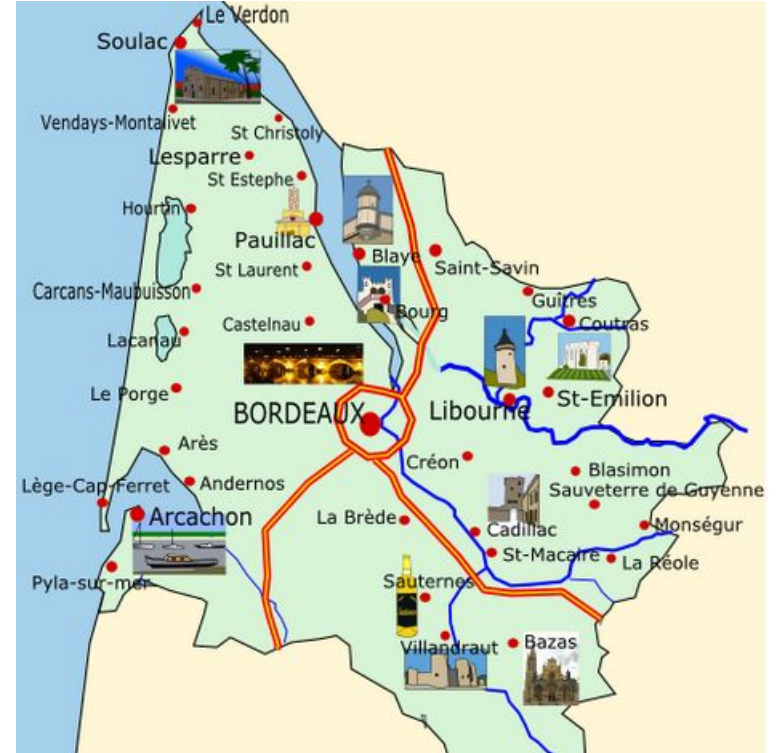 Le Verdon
Soulac
Vendays-Montalivet
St Christoly
Lesparre
St Estephe
Hourtin
Pauillac
Blaye
Saint-Savin
St Laurent
Carcans-Maubuisson
Guîtres
Bourg
Castelnau
Coutras
Lacanau
Le Porge
St-Emilion
BORDEAUX
Libourne
Arès
Créon
Blasimon
Lège-Cap-Ferret
Andernos
Sauveterre de Guyenne
Arcachon
La Brède
Cadillac
Monségur
St-Macaire
La Réole
Pyla-sur-mer
Sauternes
Villandraut
Bazas